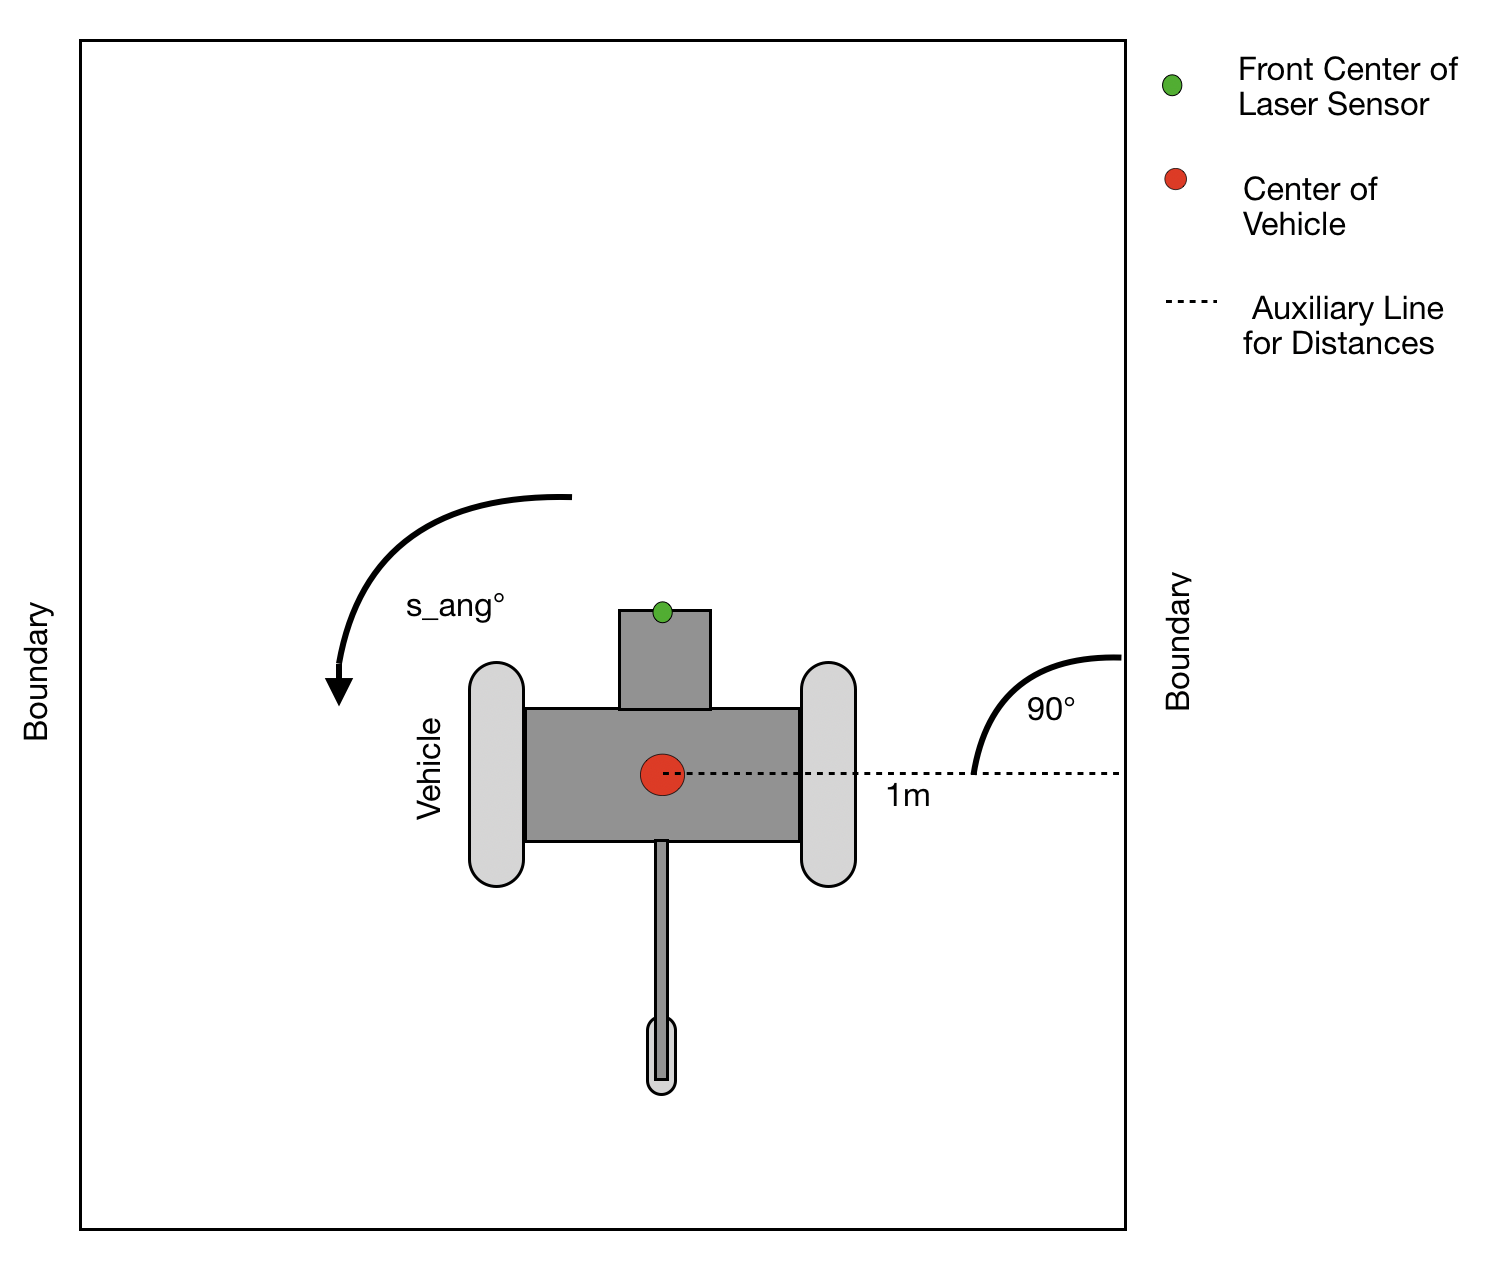 Front Center of
Laser Sensor
Center of
Vehicle
Auxiliary Line
for Distances
s_ang°
Boundary
Vehicle
90°
1m
Boundary